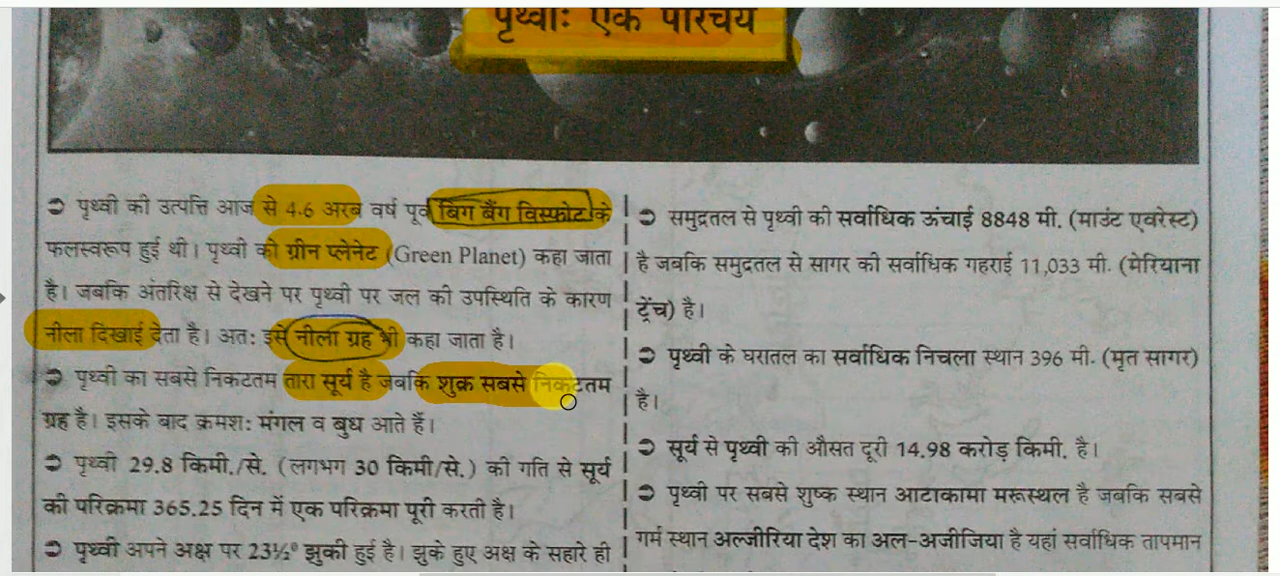 पृथ्वीः एक परिचय
➲ पृथ्वी की उत्पत्ति आज से 4.6 अरब वर्ष पूर्व बिग बैंग विस्फोट के
फलस्वरूप हुई थी। पृथ्वी को ग्रीन प्लेनेट (Green Planet) कहा जाता
है। जबकि अंतरिक्ष से देखने पर पृथ्वी पर जल की उपस्थिति के कारण
नीला दिखाई देता है। अतः इसे नीला ग्रह भी कहा जाता है।
➲ पृथ्वी का सबसे निकटतम तारा सूर्य है जबकि शुक्र सबसे निकटतम
ग्रह है। इसके बाद क्रमशः मंगल व बुध आते हैं।
➲ पृथ्वी 29.8 किमी./से. (लगभग 30 किमी/से.) की गति से सूर्य
की परिक्रमा 365.25 दिन में एक परिक्रमा पूरी करती है।
➲ पृथ्वी अपने अक्ष पर 23½° झुकी हुई है। झुके हुए अक्ष के सहारे ही
➲ समुद्रतल से पृथ्वी की सर्वाधिक ऊंचाई 8848 मी. (माउंट एवरेस्ट)
है जबकि समुद्रतल से सागर की सर्वाधिक गहराई 11,033 मी. (मेरियाना
ट्रेंच) है।
➲ पृथ्वी के घरातल का सर्वाधिक निचला स्थान 396 मी. (मृत सागर)
है।
➲ सूर्य से पृथ्वी की औसत दूरी 14.98 करोड़ किमी. है।
➲ पृथ्वी पर सबसे शुष्क स्थान आटाकामा मरूस्थल है जबकि सबसे
गर्म स्थान अल्जीरिया देश का अल-अजीजिया है यहां सर्वाधिक तापमान